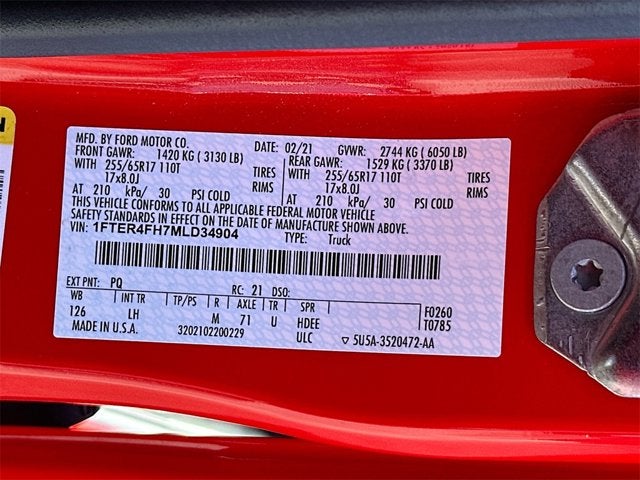 MFD. BY FORD MOTOR CO. DATE: 02/21 GVWR: 2744 KG ( 6050 LB)
FRONT GAWR: 1420 KG ( 3130 LB) REAR GAWR: 1529 KG ( 3370 LB)
WITH 255/65R17 110T TIRES WITH 255/65R17 110T TIRES
17x8.0J RIMS 17x8.0J RIMS
AT 210 kPa/ 30 PSI COLD AT 210 kPa/ 30 PSI COLD
THIS VEHICLE CONFORMS TO ALL APPLICABLE FEDERAL MOTOR VEHICLE
SAFETY STANDARDS IN EFFECT ON THE DATE OF MANUFACTURE SHOWN ABOVE.
VIN: 1FTER4FH7MLD34904 TYPE: Truck
EXT PNT: PQ RC: 21 DSO:
WB INT TR TP/PS R AXLE TR SPR F0260
126 LH M 71 U HDEE T0785
MADE IN U.S.A. 3202102200229 ULC ▽ 5U5A-3520472-AA